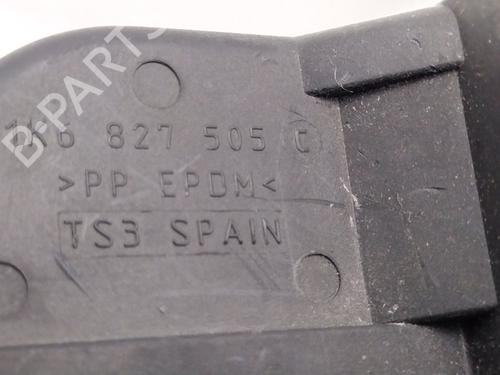 1K6 827 505 C
>PP EPDM<
TS3 SPAIN
B-PARTS